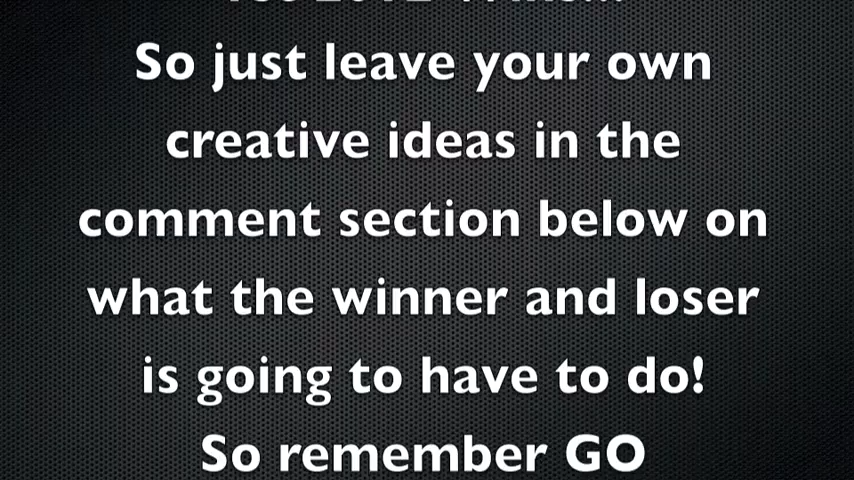 So just leave your own
creative ideas in the
comment section below on
what the winner and loser
is going to have to do!
So remember GO